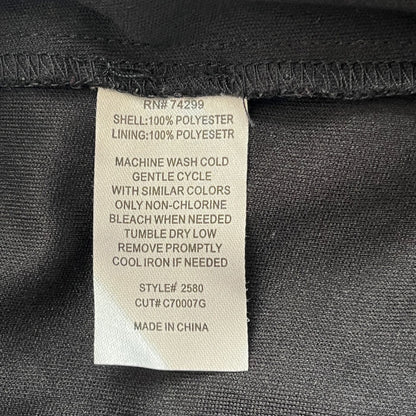 RN# 74299
SHELL:100% POLYESTER
LINING:100% POLYESETR
MACHINE WASH COLD
GENTLE CYCLE
WITH SIMILAR COLORS
ONLY NON-CHLORINE
BLEACH WHEN NEEDED
TUMBLE DRY LOW
REMOVE PROMPTLY
COOL IRON IF NEEDED
STYLE# 2580
CUT# C70007G
MADE IN CHINA